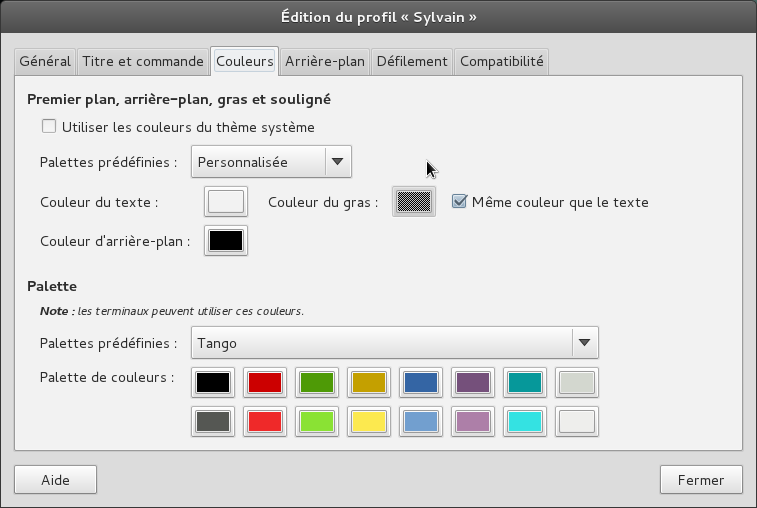 Édition du profil « Sylvain »
Général Titre et commande Couleurs Arrière-plan Défilement Compatibilité
Premier plan, arrière-plan, gras et souligné
Utiliser les couleurs du thème système
Palettes prédéfinies : Personnalisée
Couleur du texte : Couleur du gras : Même couleur que le texte
Couleur d'arrière-plan :
Palette
Note : les terminaux peuvent utiliser ces couleurs.
Palettes prédéfinies : Tango
Palette de couleurs :
Aide Fermer